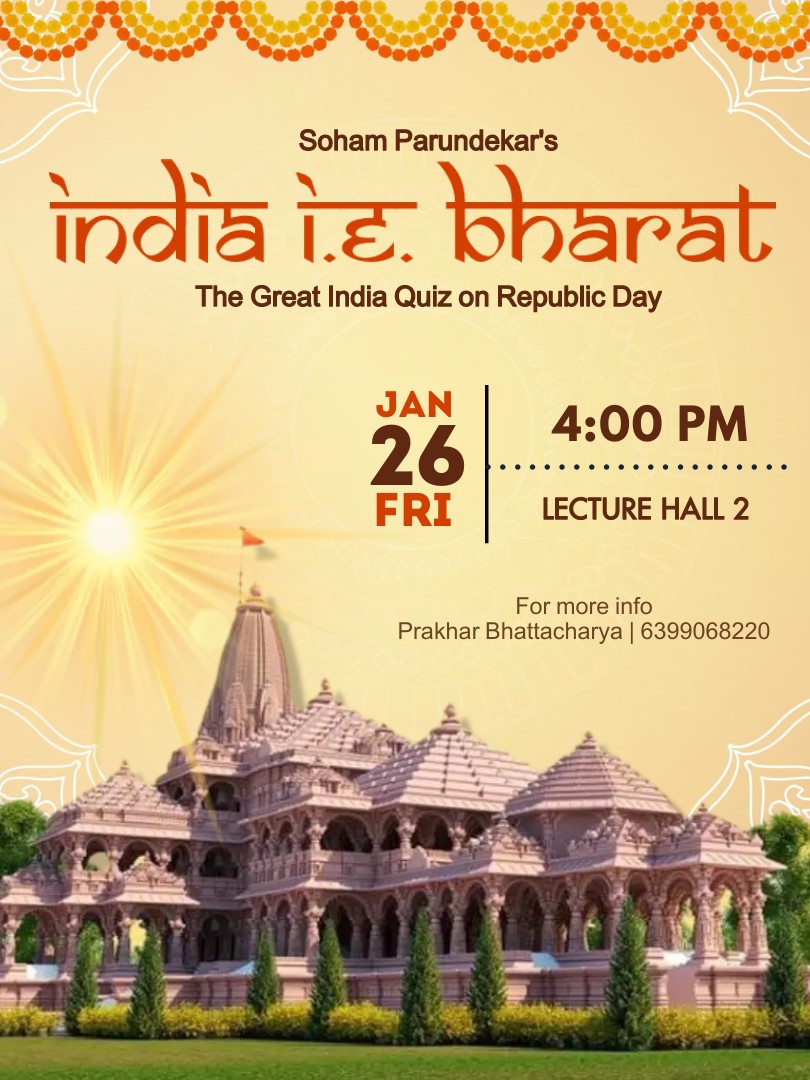 Soham Parundekar's
india i.e. bharat
The Great India Quiz on Republic Day
JAN
26
FRI
4:00 PM
LECTURE HALL 2
For more info
Prakhar Bhattacharya | 6399068220